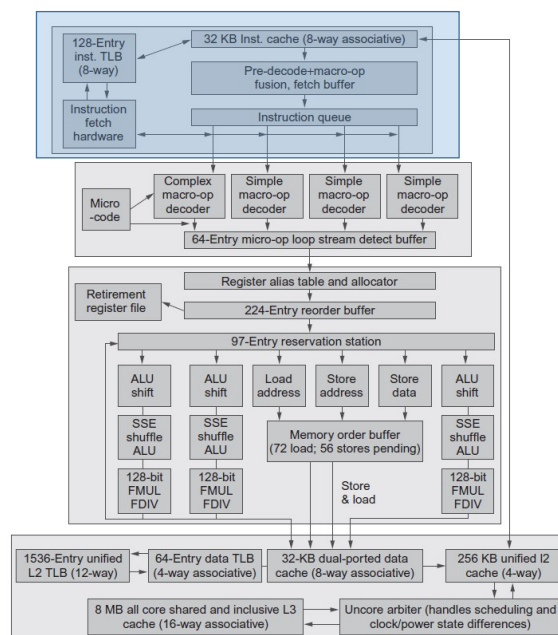 128-Entry
inst. TLB
(8-way)
32 KB Inst. cache (8-way associative)
Pre-decode+macro-op
fusion, fetch buffer
Instruction
fetch
hardware
Instruction queue
Micro
-code
Complex
macro-op
decoder
Simple
macro-op
decoder
Simple
macro-op
decoder
Simple
macro-op
decoder
64-Entry micro-op loop stream detect buffer
Register alias table and allocator
Retirement
register file
224-Entry reorder buffer
97-Entry reservation station
ALU
shift
ALU
shift
Load
address
Store
address
Store
data
ALU
shift
SSE
shuffle
ALU
SSE
shuffle
ALU
Memory order buffer
(72 load; 56 stores pending)
SSE
shuffle
ALU
128-bit
FMUL
FDIV
128-bit
FMUL
FDIV
Store
& load
128-bit
FMUL
FDIV
1536-Entry unified
L2 TLB (12-way)
64-Entry data TLB
(4-way associative)
32-KB dual-ported data
cache (8-way associative)
256 KB unified l2
cache (4-way)
8 MB all core shared and inclusive L3
cache (16-way associative)
Uncore arbiter (handles scheduling and
clock/power state differences)